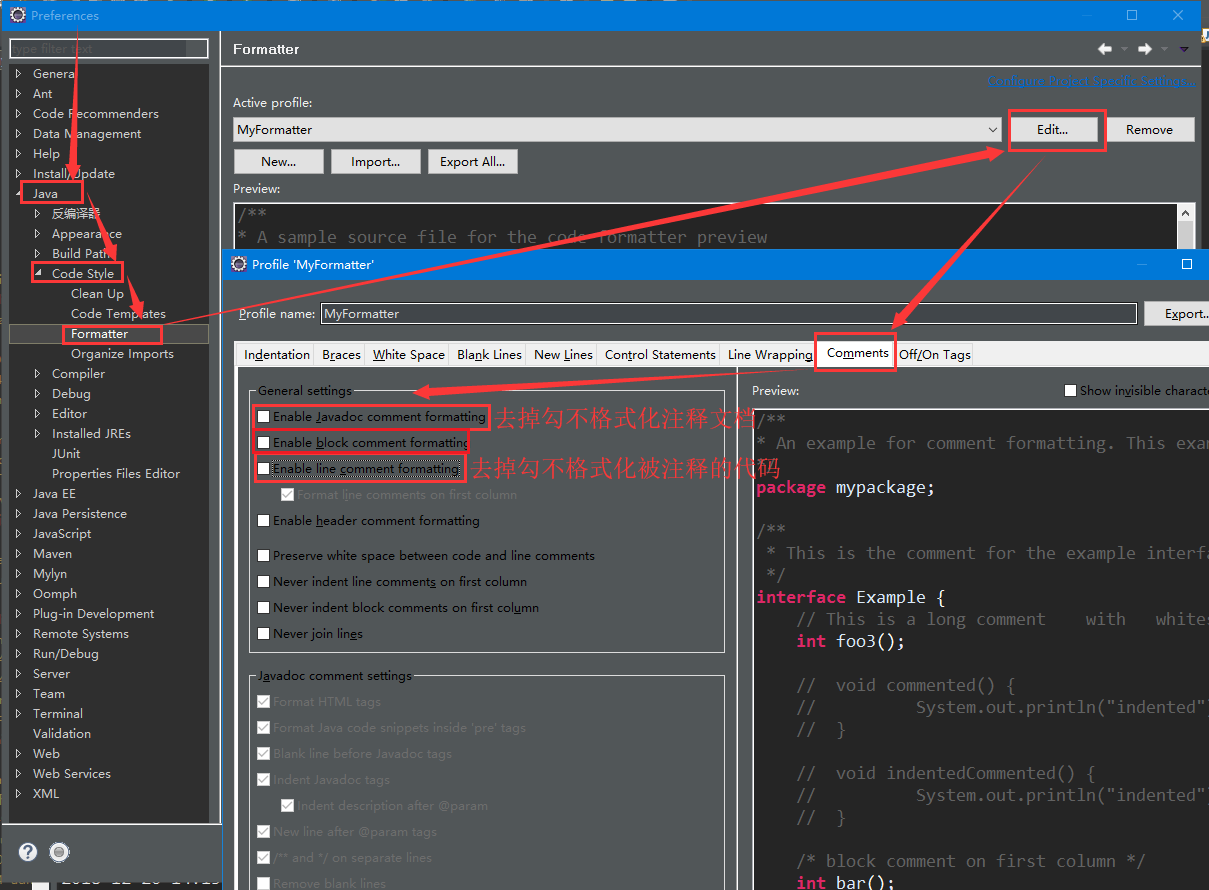 Preferences
type filter text
General
Ant
Code Recommenders
Data Management
Help
Install/Update
Java
反编译器
Appearance
Build Path
Code Style
Clean Up
Code Templates
Formatter
Organize Imports
Compiler
Debug
Editor
Installed JREs
JUnit
Properties Files Editor
Java EE
Java Persistence
JavaScript
Maven
Mylyn
Oomph
Plug-in Development
Remote Systems
Run/Debug
Server
Team
Terminal
Validation
Web
Web Services
XML
Formatter
Configure Project Specific Settings...
Active profile:
MyFormatter
Edit...
Remove
New...
Import...
Export All...
Preview:
/**
* A sample source file for the code formatter preview
Profile 'MyFormatter'
Profile name:
MyFormatter
Export..
Indentation
Braces
White Space
Blank Lines
New Lines
Control Statements
Line Wrapping
Comments
Off/On Tags
General settings
Enable Javadoc comment formatting
去掉勾不格式化注释文档
Enable block comment formatting
Enable line comment formatting
去掉勾不格式化被注释的代码
Format line comments on first column
Enable header comment formatting
Preserve white space between code and line comments
Never indent line comments on first column
Never indent block comments on first column
Never join lines
Javadoc comment settings
Format HTML tags
Format Java code snippets inside 'pre' tags
Blank line before Javadoc tags
Indent Javadoc tags
Indent description after @param
New line after @param tags
/** and */ on separate lines
Remove blank lines
Preview:
Show invisible characte
/**
* An example for comment formatting. This exa
package mypackage;
/**
* This is the comment for the example interfa
*/
interface Example {
// This is a long comment    with   whites
int foo3();
//  void commented() {
//          System.out.println("indented"
//  }
//  void indentedCommented() {
//          System.out.println("indented"
//  }
/* block comment on first column */
int bar();